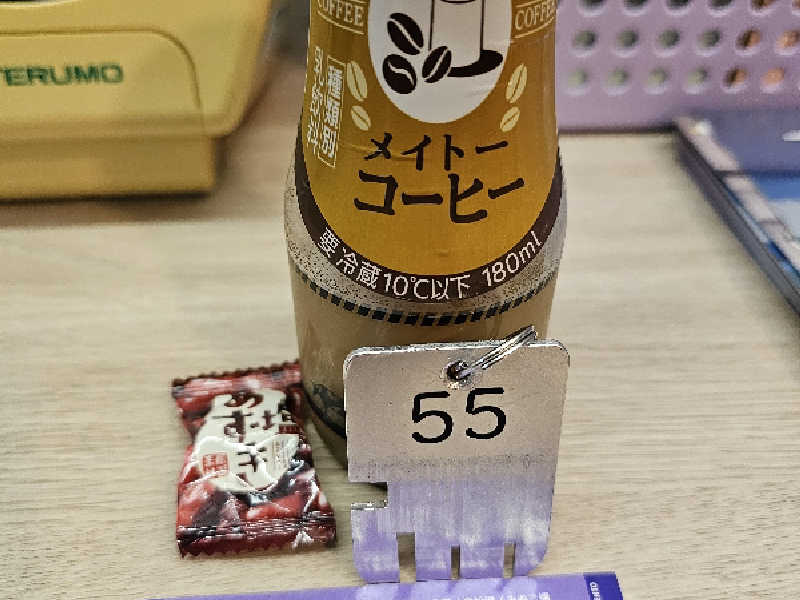 COFFEE
COFFEE
TERUMO
種類別
乳飲料
メイトー
コーヒー
要冷蔵10℃以下 180ml
55